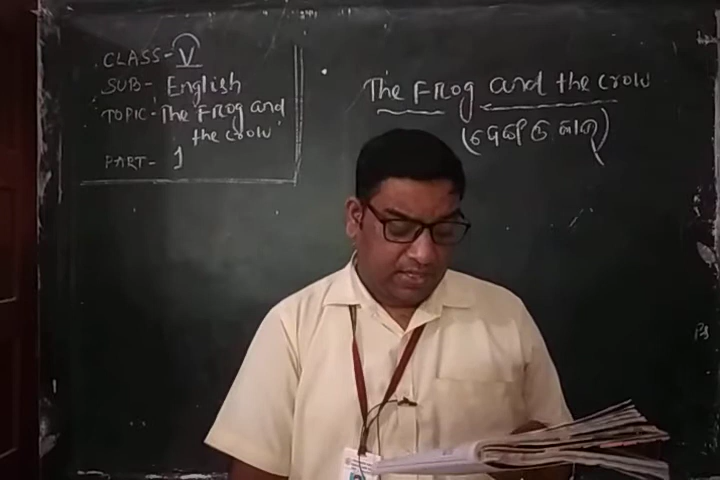 CLASS - V
SUB - English
TOPIC - The Frog and
the crow
PART - 1
The Frog and the crow
(ବେଙ୍ଗ ଓ କାଉ)